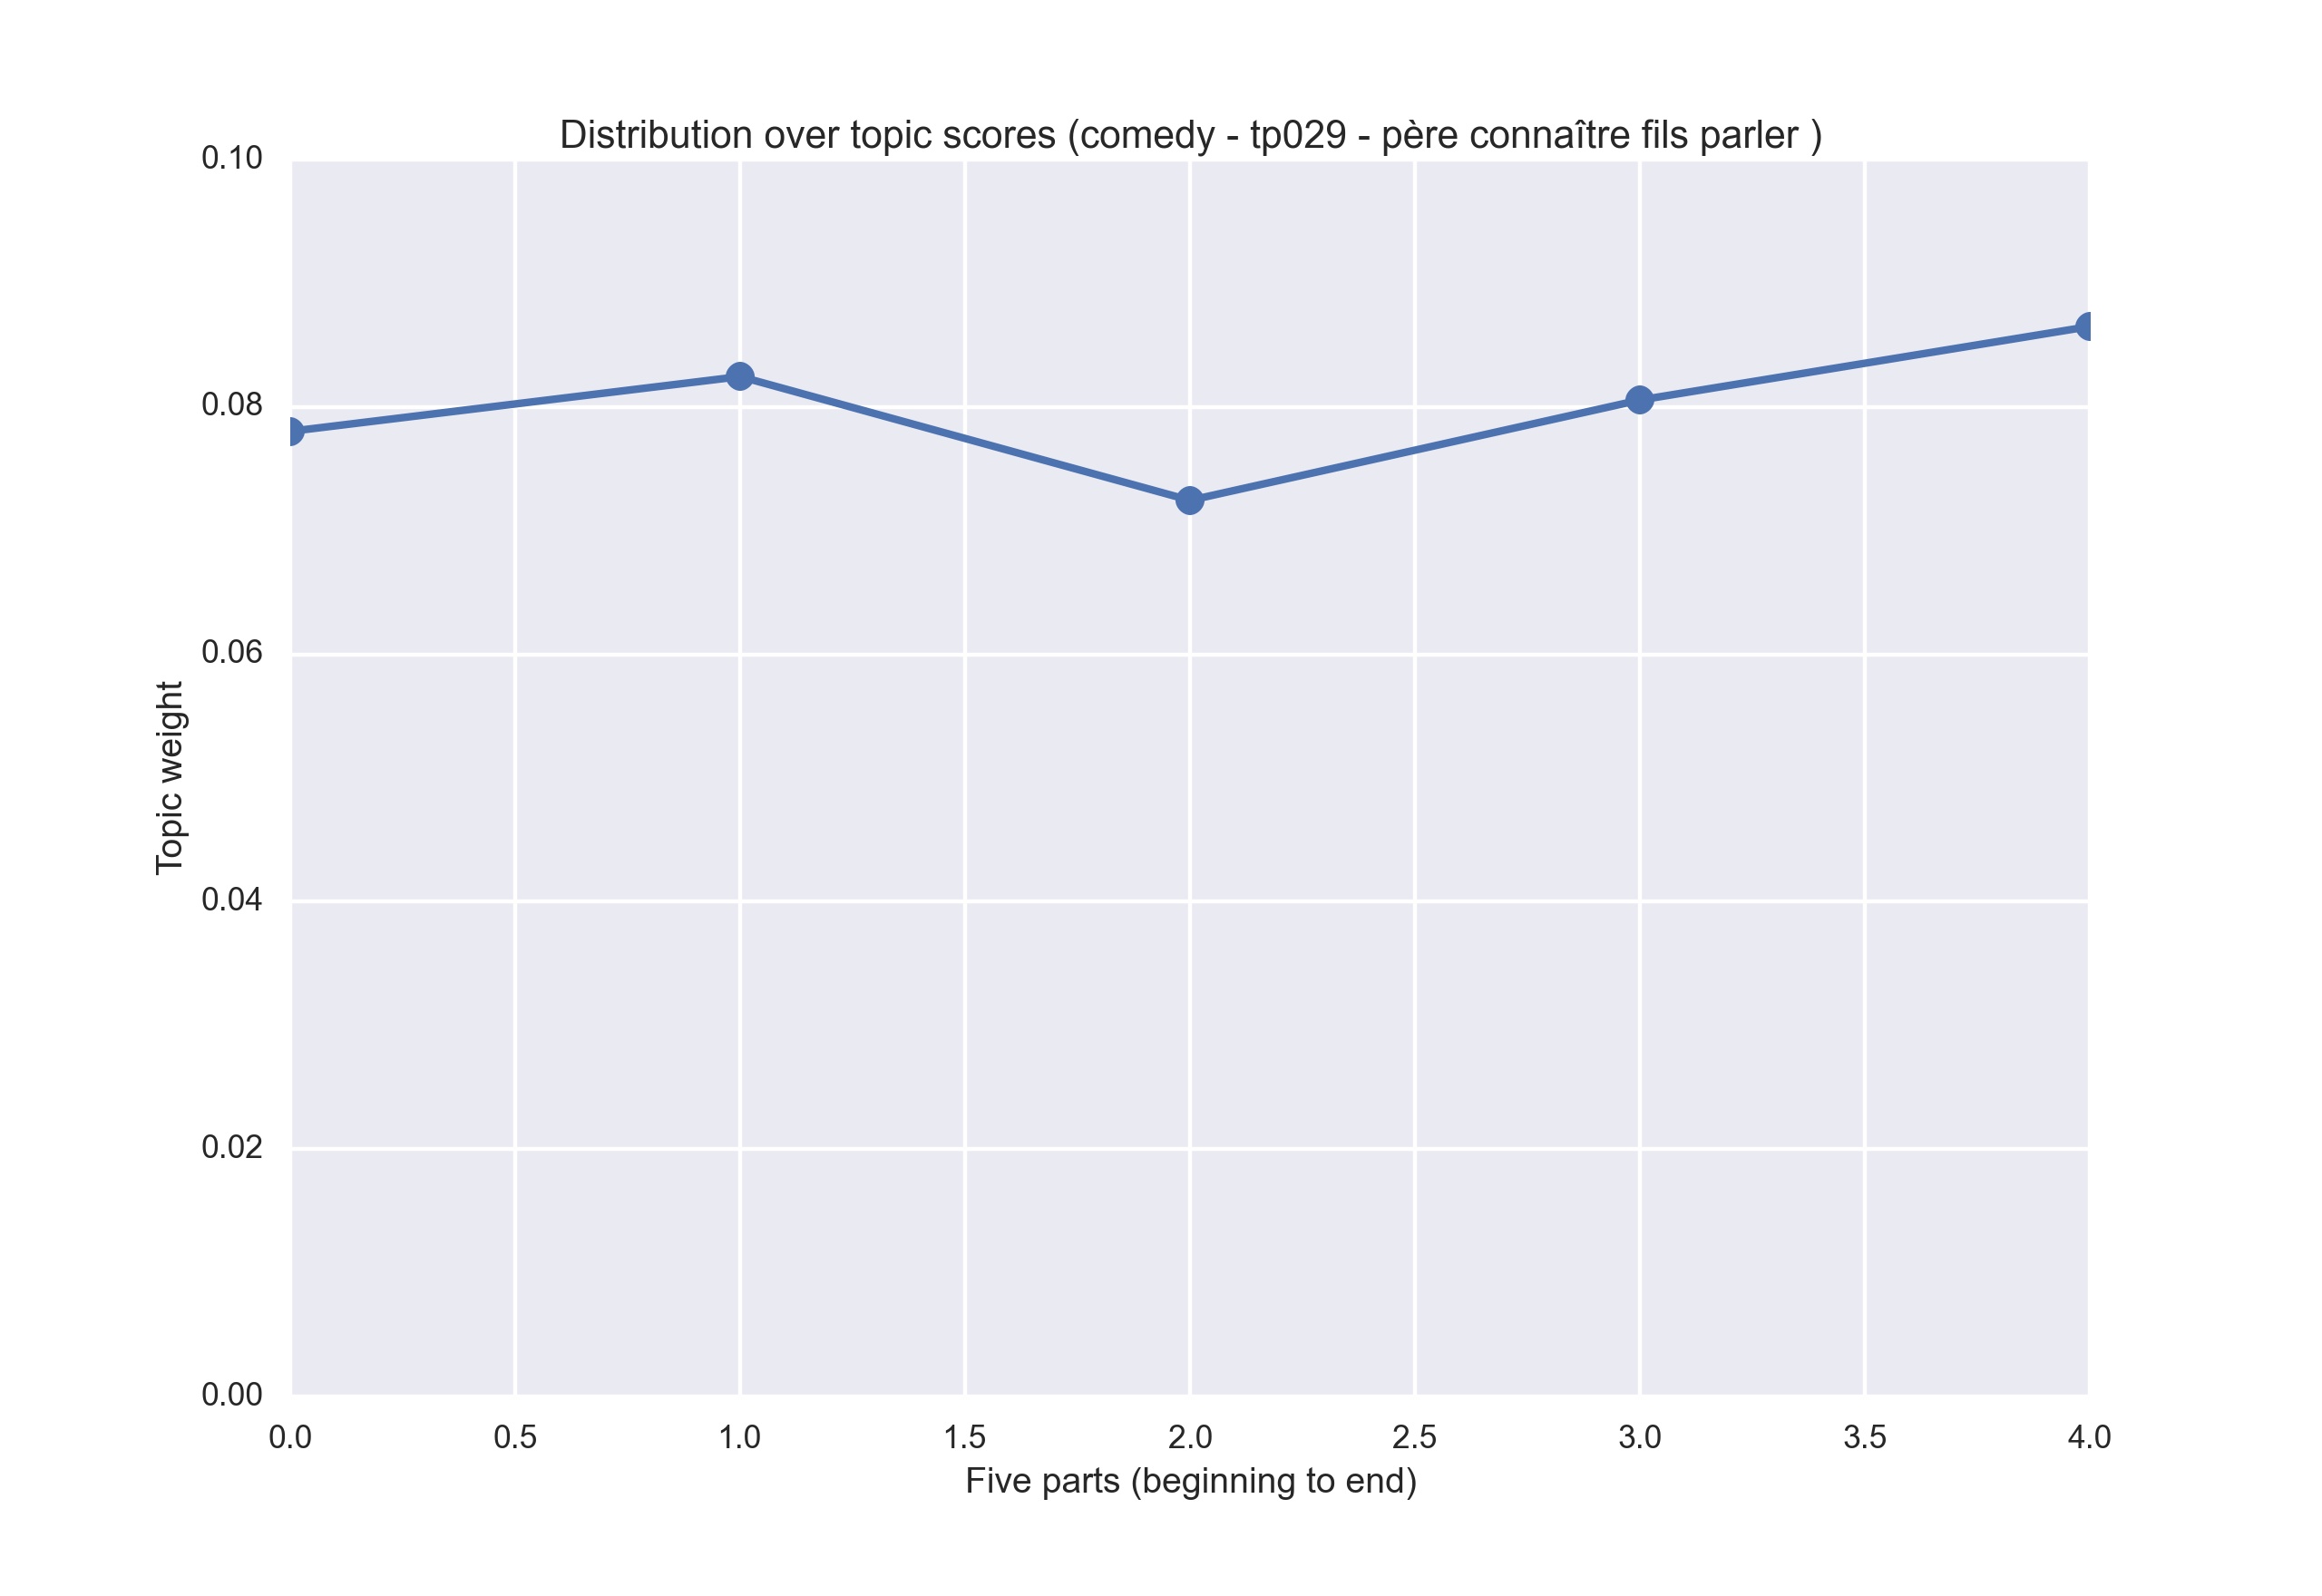 Distribution over topic scores (comedy - tp029 - père connaître fils parler )
0.10
0.08
0.06
0.04
0.02
0.00
Topic weight
0.0 0.5 1.0 1.5 2.0 2.5 3.0 3.5 4.0
Five parts (beginning to end)